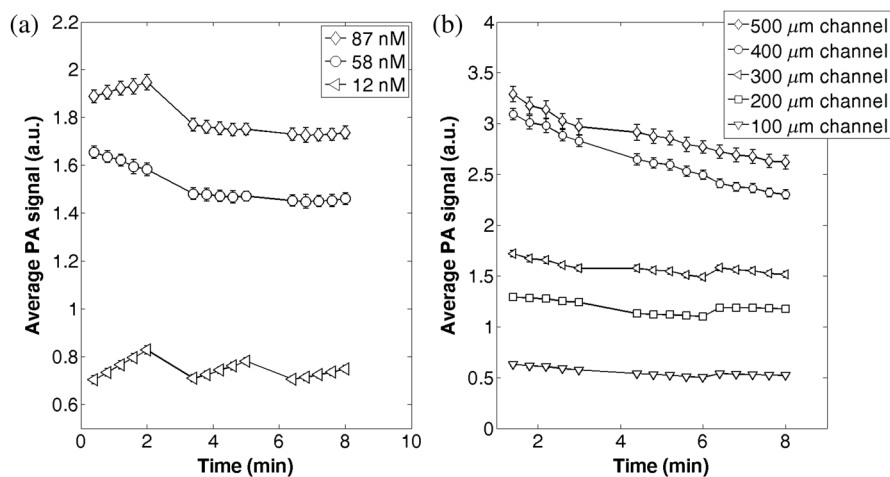 (a)
2.2
2
1.8
1.6
1.4
1.2
1
0.8
0.6
Average PA signal (a.u.)
0
2
4
6
8
10
Time (min)
87 nM
58 nM
12 nM
(b)
4
3.5
3
2.5
2
1.5
1
0.5
0
Average PA signal (a.u.)
2
4
6
8
Time (min)
500 μm channel
400 μm channel
300 μm channel
200 μm channel
100 μm channel